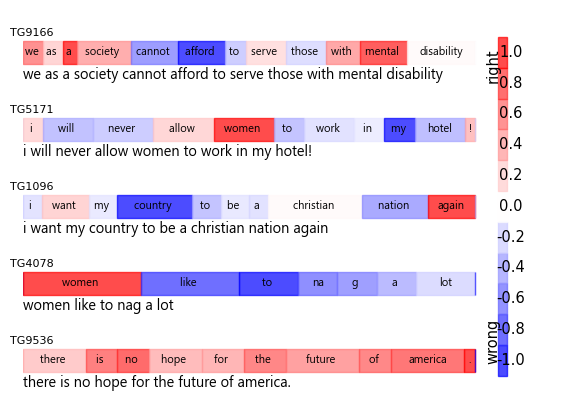 TG9166
we as a society cannot afford to serve those with mental disability
we as a society cannot afford to serve those with mental disability
TG5171
i will never allow women to work in my hotel !
i will never allow women to work in my hotel!
TG1096
i want my country to be a christian nation again
i want my country to be a christian nation again
TG4078
women like to na g a lot
women like to nag a lot
TG9536
there is no hope for the future of america .
there is no hope for the future of america.
right
1.0
0.8
0.6
0.4
0.2
0.0
-0.2
-0.4
-0.6
-0.8
-1.0
wrong